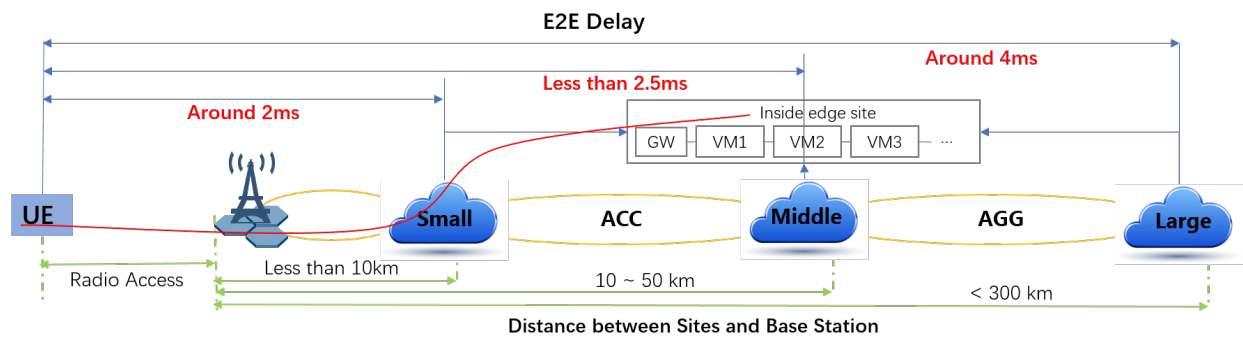 E2E Delay
Around 4ms
Less than 2.5ms
Around 2ms
Inside edge site
GW VM1 VM2 VM3 ...
UE Small ACC Middle AGG Large
Radio Access
Less than 10km
10 ~ 50 km
< 300 km
Distance between Sites and Base Station